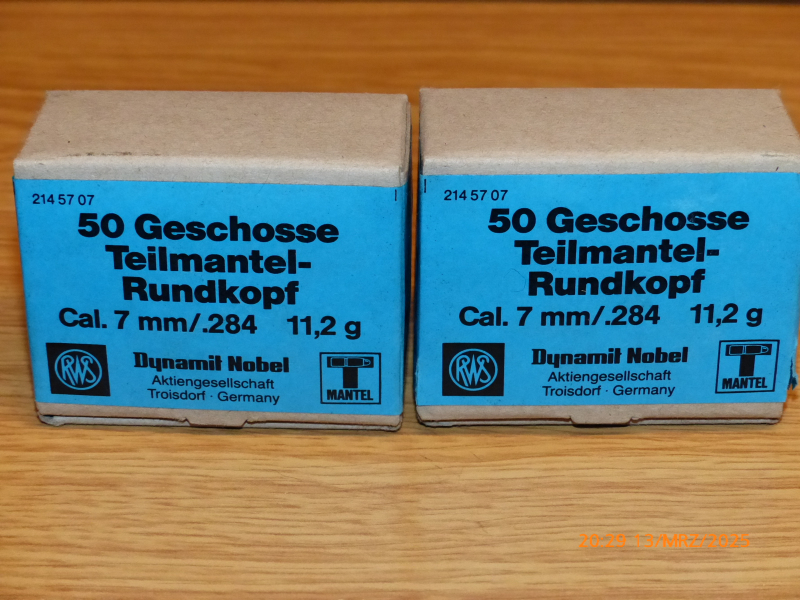 214 57 07
50 Geschosse
Teilmantel-
Rundkopf
Cal. 7 mm/.284 11,2 g
RWS
Dynamit Nobel
Aktiengesellschaft
Troisdorf · Germany
T
MANTEL
214 57 07
50 Geschosse
Teilmantel-
Rundkopf
Cal. 7 mm/.284 11,2 g
RWS
Dynamit Nobel
Aktiengesellschaft
Troisdorf · Germany
T
MANTEL
20:29 13/MRZ/2025